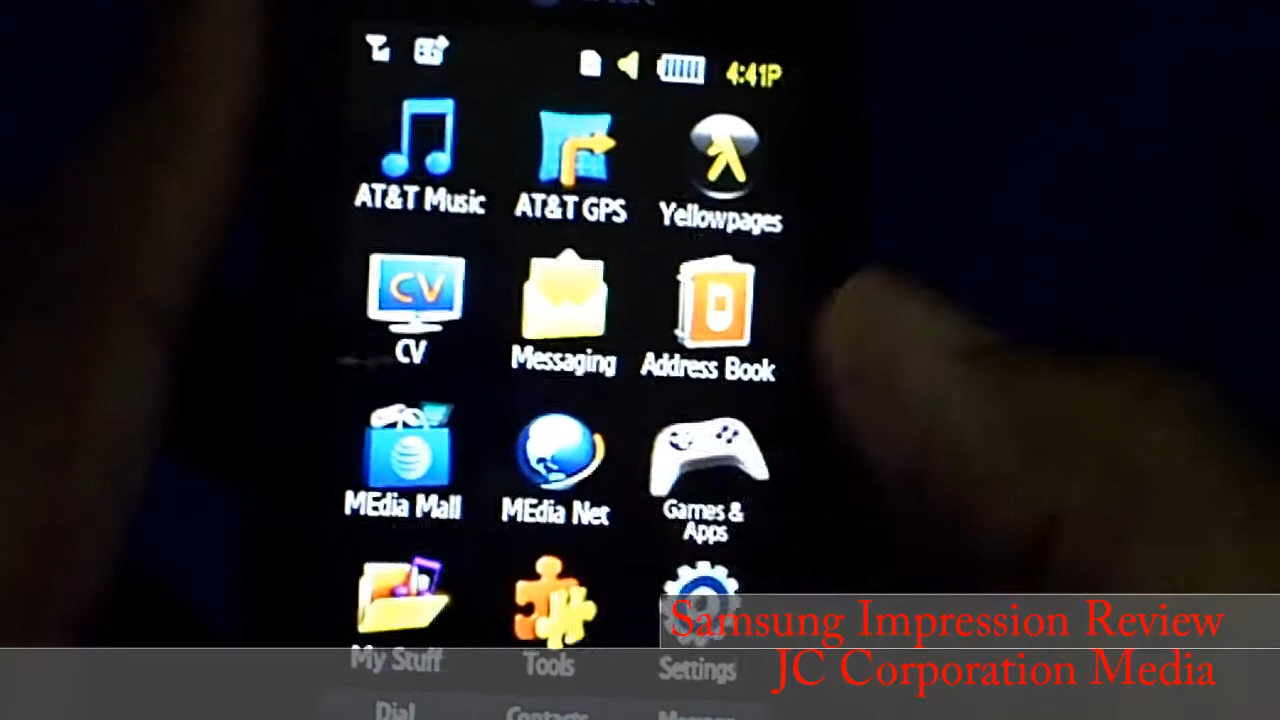 4:41P
AT&T Music AT&T GPS Yellowpages
CV
CV Messaging Address Book
MEdia Mall MEdia Net Games &
Apps
My Stuff Tools Settings
Samsung Impression Review
JC Corporation Media
Dial Contacts